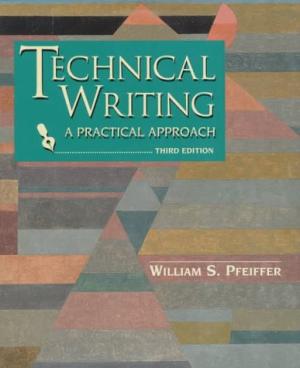 TECHNICAL
WRITING
A PRACTICAL APPROACH
THIRD EDITION
WILLIAM S. PFEIFFER